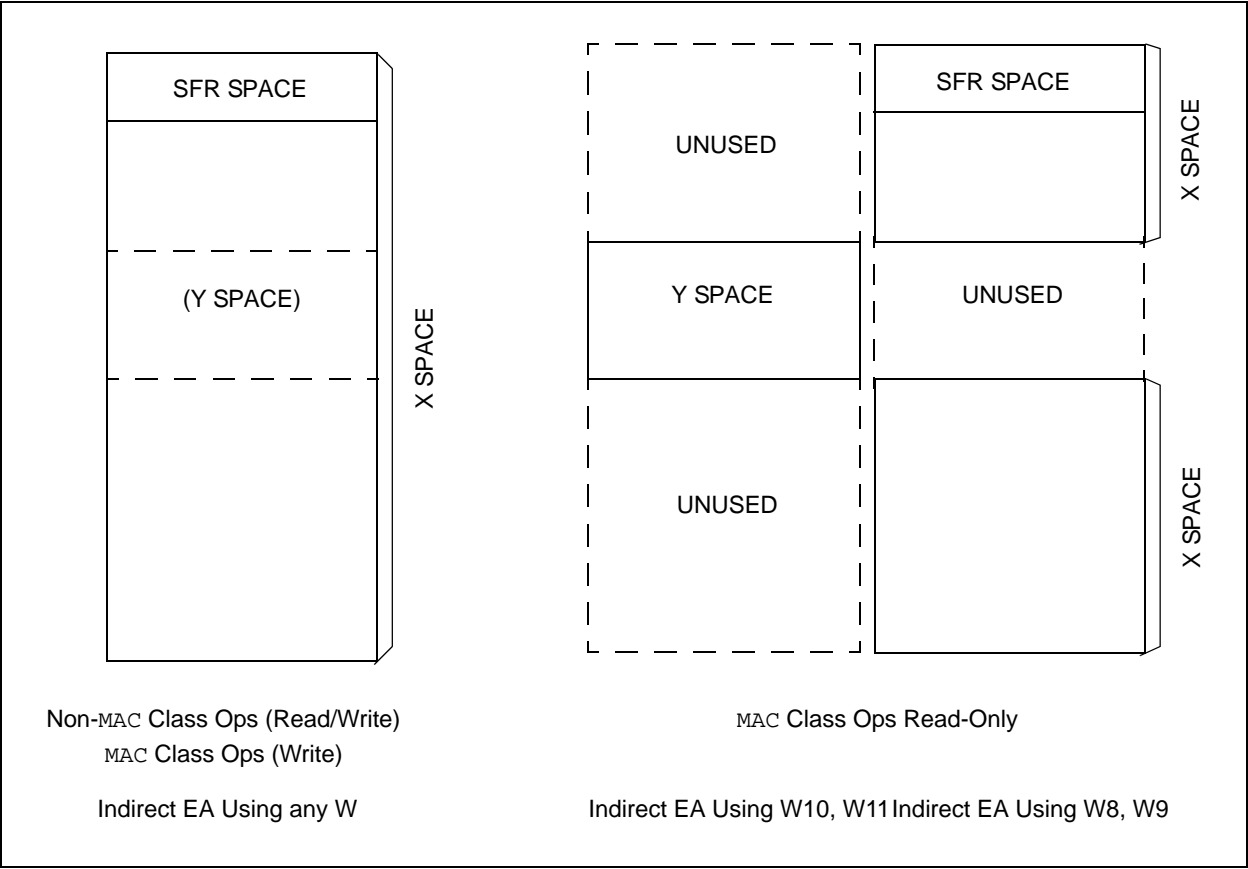 SFR SPACE
(Y SPACE)
X SPACE
UNUSED
Y SPACE
UNUSED
SFR SPACE
UNUSED
X SPACE
X SPACE
Non-MAC Class Ops (Read/Write)
MAC Class Ops (Write)
Indirect EA Using any W
MAC Class Ops Read-Only
Indirect EA Using W10, W11
Indirect EA Using W8, W9